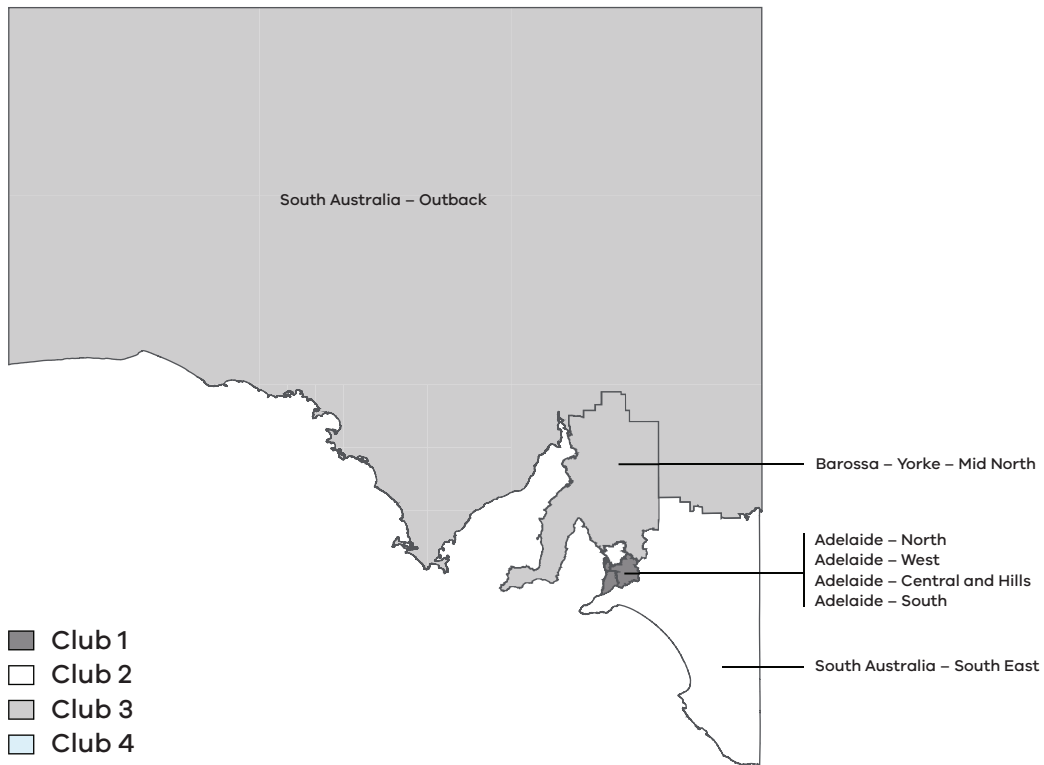 South Australia – Outback
Barossa – Yorke – Mid North
Adelaide – North
Adelaide – West
Adelaide – Central and Hills
Adelaide – South
South Australia – South East
Club 1
Club 2
Club 3
Club 4